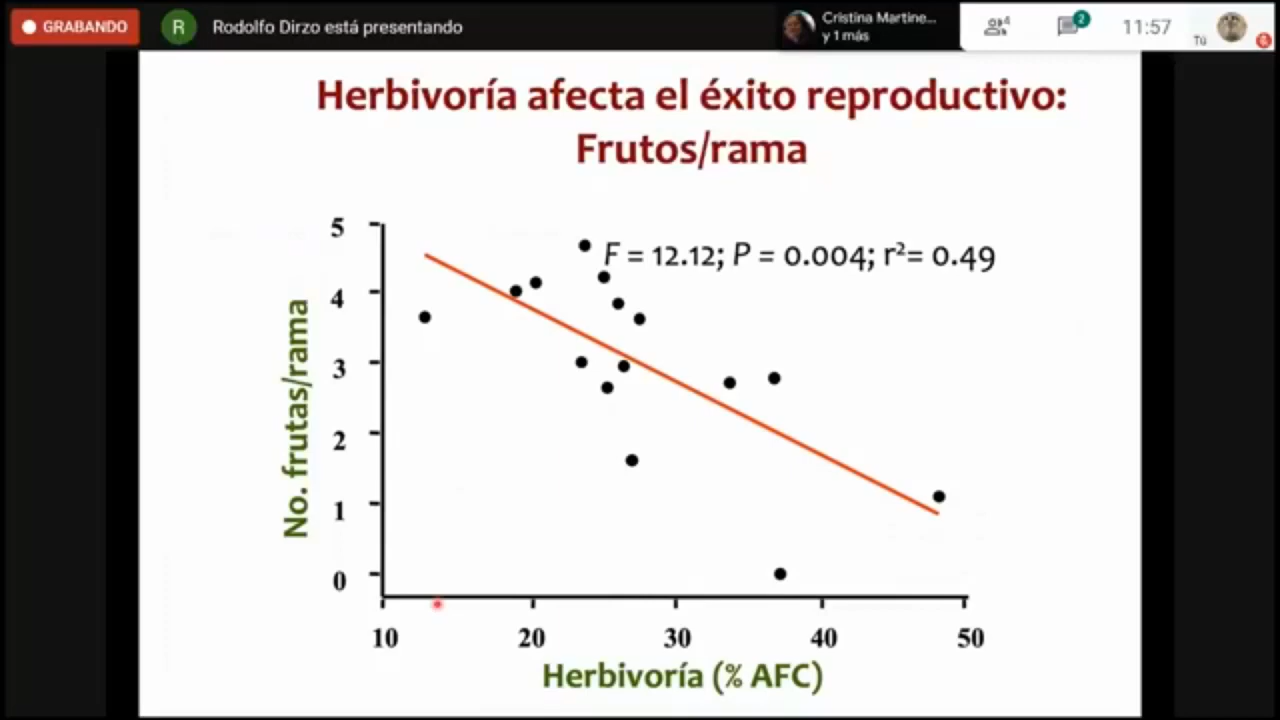 GRABANDO
R
Rodolfo Dirzo está presentando
Cristina Martine...
y 1 más
4
2
11:57
Tú
Herbivoría afecta el éxito reproductivo:
Frutos/rama
F = 12.12; P = 0.004; r²= 0.49
No. frutas/rama
5
4
3
2
1
0
10 20 30 40 50
Herbivoría (% AFC)